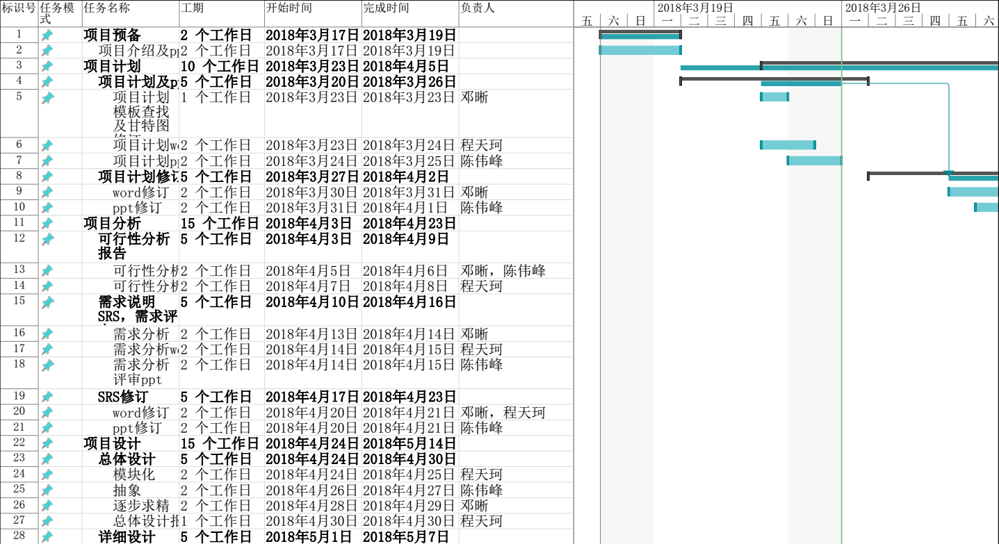 标识号 任务模式 任务名称 工期 开始时间 完成时间 负责人 2018年3月19日 2018年3月26日
五 六 日 一 二 三 四 五 六 日 一 二 三 四 五 六
1 项目预备 2 个工作日 2018年3月17日 2018年3月19日
2 项目介绍及pp 2 个工作日 2018年3月17日 2018年3月19日
3 项目计划 10 个工作日 2018年3月23日 2018年4月5日
4 项目计划及pp 5 个工作日 2018年3月20日 2018年3月26日
5 项目计划 1 个工作日 2018年3月23日 2018年3月23日 邓晰
模板查找
及甘特图
6 项目计划wo 2 个工作日 2018年3月23日 2018年3月24日 程天珂
7 项目计划pp 2 个工作日 2018年3月24日 2018年3月25日 陈伟峰
8 项目计划修订 5 个工作日 2018年3月27日 2018年4月2日
9 word修订 2 个工作日 2018年3月30日 2018年3月31日 邓晰
10 ppt修订 2 个工作日 2018年3月31日 2018年4月1日 陈伟峰
11 项目分析 15 个工作日 2018年4月3日 2018年4月23日
12 可行性分析 5 个工作日 2018年4月3日 2018年4月9日
报告
13 可行性分析 2 个工作日 2018年4月5日 2018年4月6日 邓晰，陈伟峰
14 可行性分析 2 个工作日 2018年4月7日 2018年4月8日 程天珂
15 需求说明 5 个工作日 2018年4月10日 2018年4月16日
SRS，需求评
16 需求分析 2 个工作日 2018年4月13日 2018年4月14日 邓晰
17 需求分析wo 2 个工作日 2018年4月14日 2018年4月15日 程天珂
18 需求分析 2 个工作日 2018年4月14日 2018年4月15日 陈伟峰
评审ppt
19 SRS修订 5 个工作日 2018年4月17日 2018年4月23日
20 word修订 2 个工作日 2018年4月20日 2018年4月21日 邓晰，程天珂
21 ppt修订 2 个工作日 2018年4月20日 2018年4月21日 陈伟峰
22 项目设计 15 个工作日 2018年4月24日 2018年5月14日
23 总体设计 5 个工作日 2018年4月24日 2018年4月30日
24 模块化 2 个工作日 2018年4月24日 2018年4月25日 程天珂
25 抽象 2 个工作日 2018年4月26日 2018年4月27日 陈伟峰
26 逐步求精 2 个工作日 2018年4月28日 2018年4月29日 邓晰
27 总体设计报 1 个工作日 2018年4月30日 2018年4月30日 程天珂
28 详细设计 5 个工作日 2018年5月1日 2018年5月7日